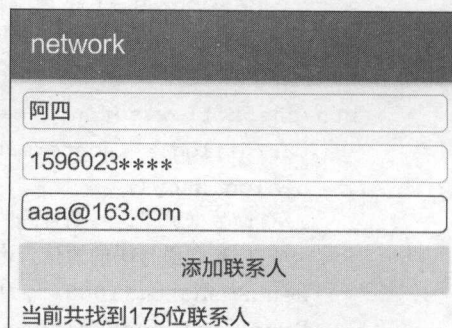 network
阿四
1596023****
aaa@163.com
添加联系人
当前共找到175位联系人